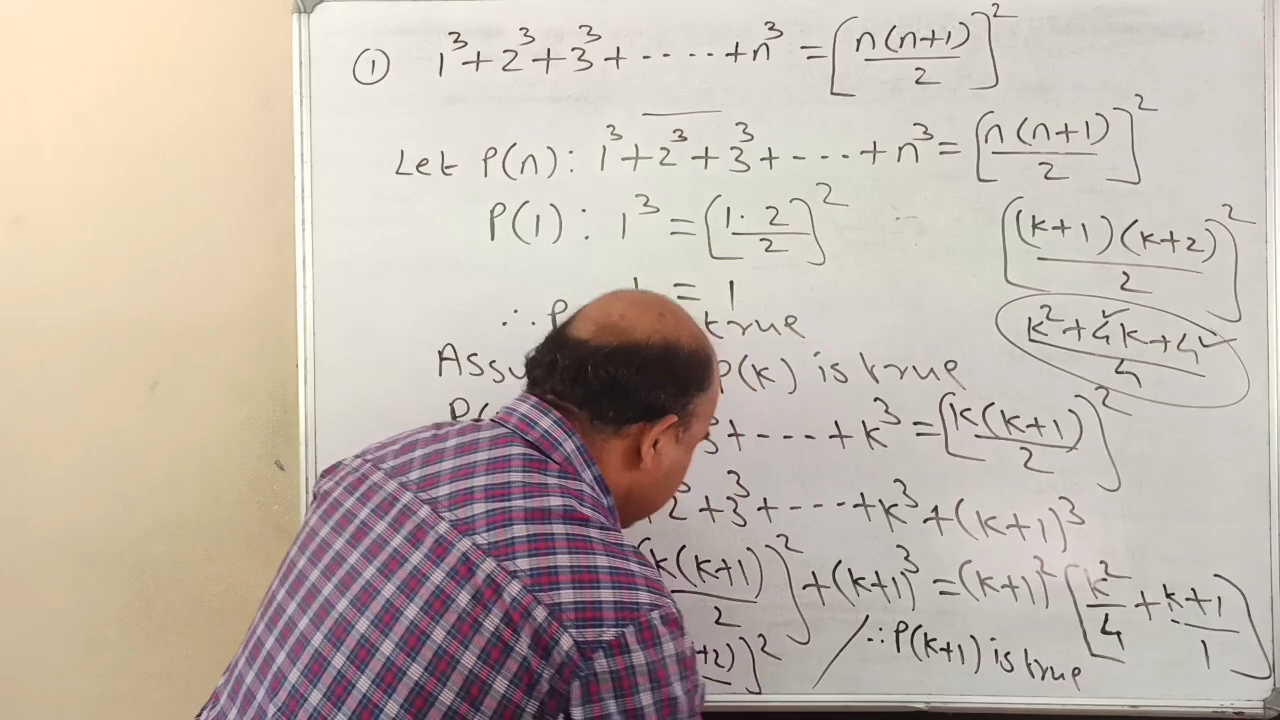 ① 1³+2³+3³+·····+n³ = [n(n+1)/2]²
Let P(n): 1³+2³+3³+----+n³ = [n(n+1)/2]²
P(1): 1³ = [1·2/2]²
= 1
∴ true
P(k) is true
+----+k³ = [k(k+1)/2]²
2³+3³+----+k³+(k+1)³
[k(k+1)/2]²+(k+1)³ = (k+1)²[k²/4+k+1/1]
+2)]² ∴P(k+1) is true
[(k+1)(k+2)/2]²
k²+4k+4/4